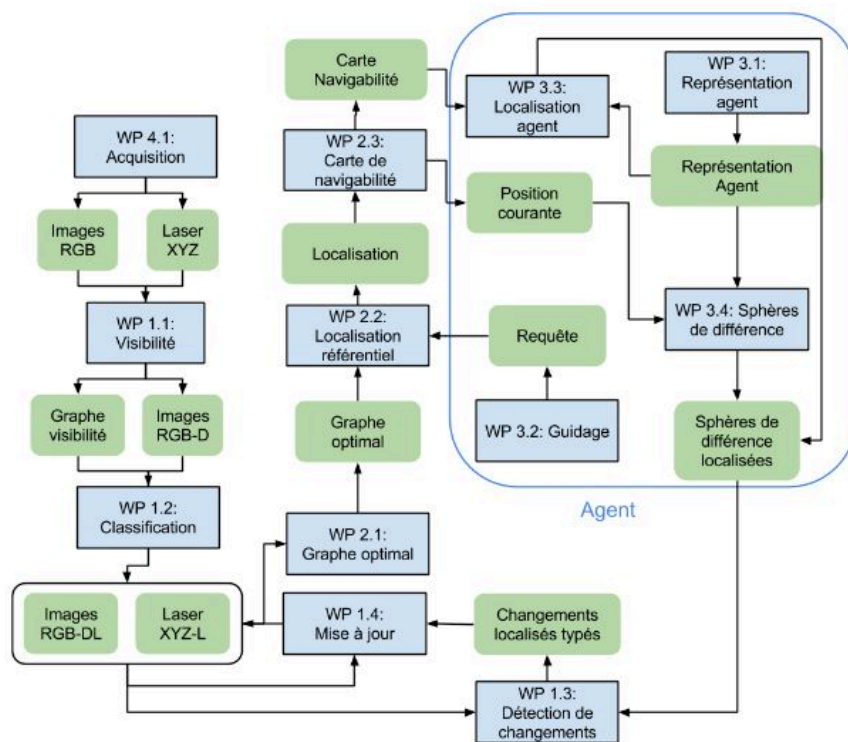 Carte
Navigabilité
WP 3.3:
Localisation
agent
WP 3.1:
Représentation
agent
WP 4.1:
Acquisition
WP 2.3:
Carte de
navigabilité
Représentation
Agent
Position
courante
Images
RGB
Laser
XYZ
Localisation
WP 1.1:
Visibilité
WP 2.2:
Localisation
référentiel
Requête
WP 3.4: Sphères
de différence
Graphe
visibilité
Images
RGB-D
Graphe
optimal
WP 3.2: Guidage
Sphères de
différence
localisées
Agent
WP 1.2:
Classification
WP 2.1:
Graphe optimal
Images
RGB-DL
Laser
XYZ-L
WP 1.4:
Mise à jour
Changements
localisés typés
WP 1.3:
Détection de
changements